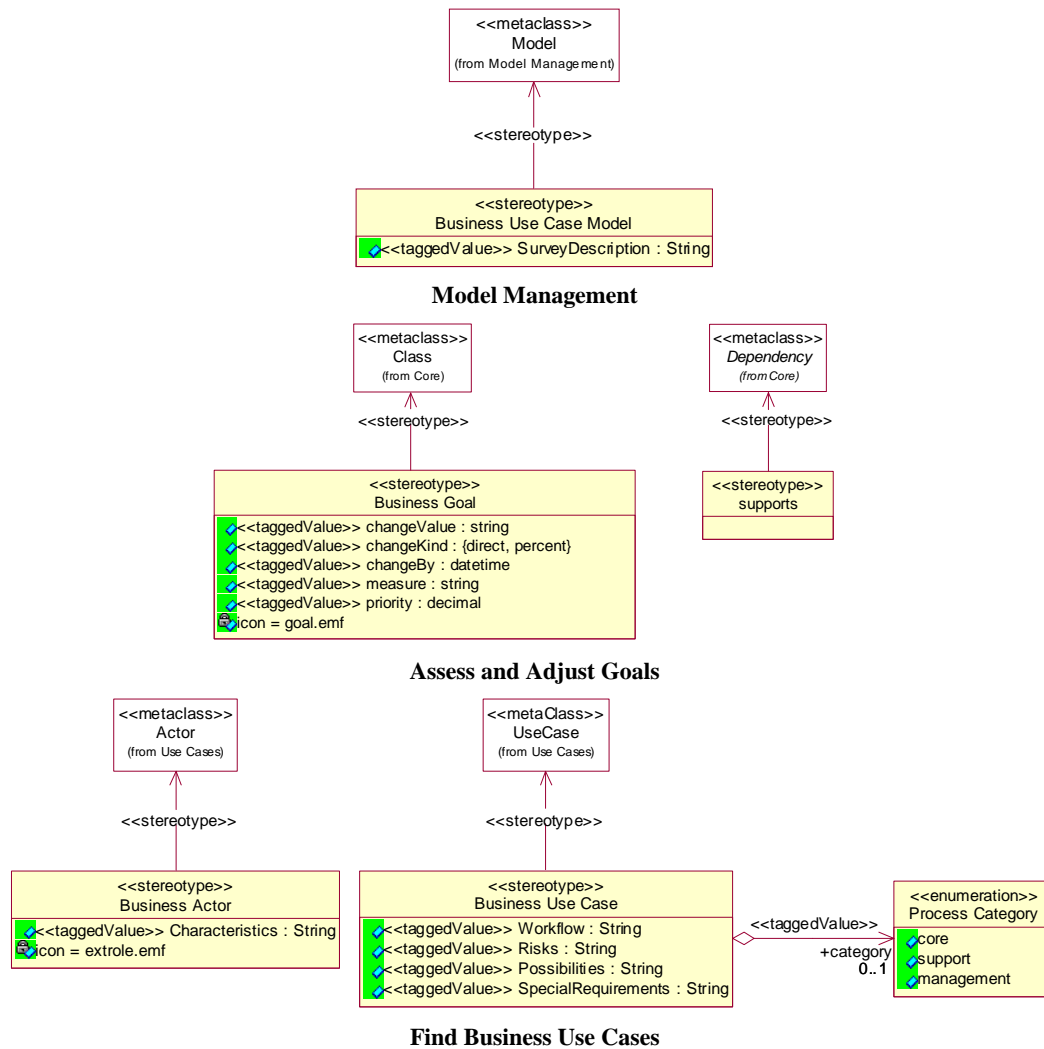 <<metaclass>>
Model
(from Model Management)
<<stereotype>>
<<stereotype>>
Business Use Case Model
<<taggedValue>> SurveyDescription : String
Model Management
<<metaclass>>
Class
(from Core)
<<stereotype>>
<<stereotype>>
Business Goal
<<taggedValue>> changeValue : string
<<taggedValue>> changeKind : {direct, percent}
<<taggedValue>> changeBy : datetime
<<taggedValue>> measure : string
<<taggedValue>> priority : decimal
icon = goal.emf
<<metaclass>>
Dependency
(from Core)
<<stereotype>>
<<stereotype>>
supports
Assess and Adjust Goals
<<metaclass>>
Actor
(from Use Cases)
<<stereotype>>
<<stereotype>>
Business Actor
<<taggedValue>> Characteristics : String
icon = extrole.emf
<<metaClass>>
UseCase
(from Use Cases)
<<stereotype>>
<<stereotype>>
Business Use Case
<<taggedValue>> Workflow : String
<<taggedValue>> Risks : String
<<taggedValue>> Possibilities : String
<<taggedValue>> SpecialRequirements : String
<<taggedValue>>
+category
0..1
<<enumeration>>
Process Category
core
support
management
Find Business Use Cases